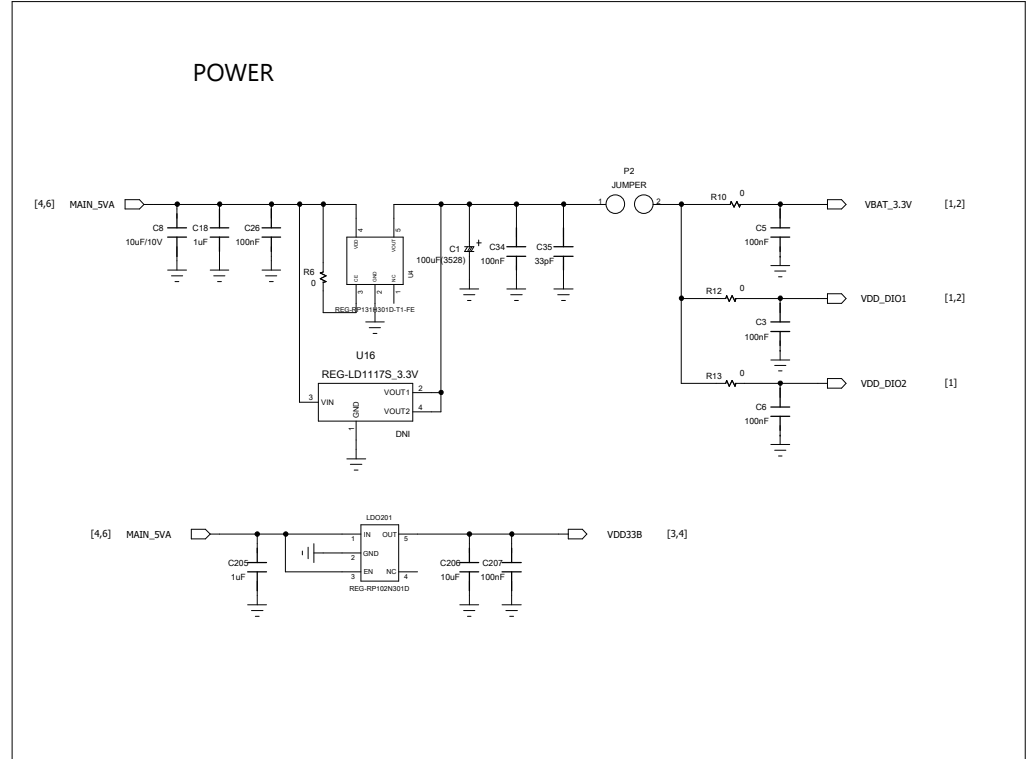 POWER
P2
JUMPER
[4,6] MAIN_5VA
1 2
R10 0
VBAT_3.3V [1,2]
C8
10uF/10V
C18
1uF
C26
100nF
R6
0
4 5
VDD VOUT
CE GND NC
3 2 1
U4
REG-RP131H301D-T1-FE
C1 +
100uF(3528)
C34
100nF
C35
33pF
C5
100nF
R12 0
VDD_DIO1 [1,2]
C3
100nF
U16
REG-LD1117S_3.3V
3 VIN
VOUT1 2
VOUT2 4
GND
1
DNI
R13 0
VDD_DIO2 [1]
C6
100nF
[4,6] MAIN_5VA
LDO201
1 IN OUT 5
2 GND
3 EN NC 4
REG-RP102N301D
VDD33B [3,4]
C205
1uF
C206
10uF
C207
100nF